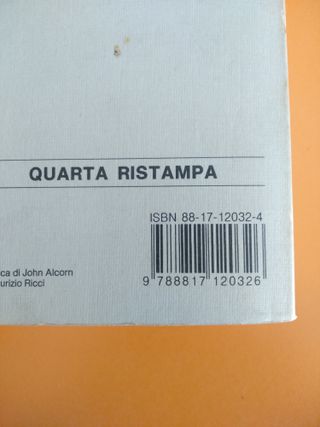 QUARTA RISTAMPA
ISBN 88-17-12032-4
9 788817 120326
ca di John Alcorn
urizio Ricci